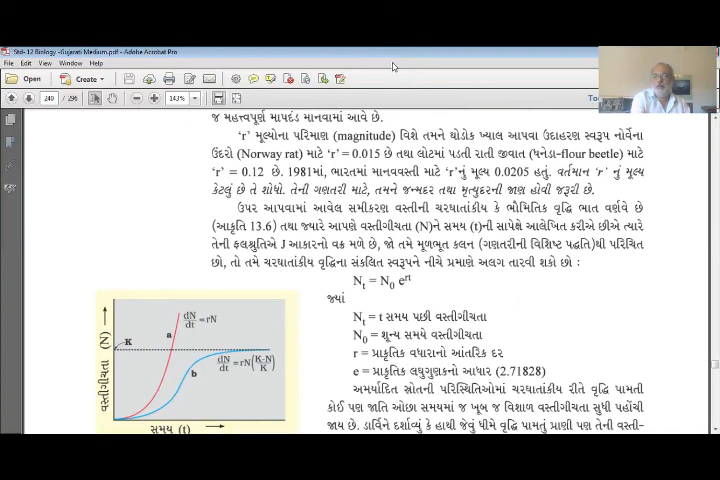 Std- 12 Biology -Gujarati Medium.pdf - Adobe Acrobat Pro
File Edit View Window Help
Open Create
240 / 296 143% Too
જ મહત્ત્વપૂર્ણ માપદંડ માનવામાં આવે છે.
'r' મૂલ્યોના પરિમાણ (magnitude) વિશે તમને થોડોક ખ્યાલ આપવા ઉદાહરણ સ્વરૂપ નોર્વેના
ઉંદરો (Norway rat) માટે 'r' = 0.015 છે તથા લોટમાં પડતી રાતી જીવાત (ધનેડા-flour beetle) માટે
'r' = 0.12 છે. 1981માં, ભારતમાં માનવવસ્તી માટે 'r'નું મૂલ્ય 0.0205 હતું. વર્તમાન 'r' નું મૂલ્ય
કેટલું છે તે શોધો. તેની ગણતરી માટે, તમને જન્મદર તથા મૃત્યુદરની જાણ હોવી જરૂરી છે.
ઉપર આપવામાં આવેલ સમીકરણ વસ્તીની ચરઘાતાંકીય કે ભૌમિતિક વૃદ્ધિ ભાત વર્ણવે છે
(આકૃતિ 13.6) તથા જ્યારે આપણે વસ્તીગીચતા (N)ને સમય (t)ની સાપેક્ષે આલેખિત કરીએ છીએ ત્યારે
તેની ફલશ્રુતિએ J આકારનો વક્ર મળે છે, જો તમે મૂળભૂત કલન (ગણતરીની વિશિષ્ટ પદ્ધતિ)થી પરિચિત
છો, તો તમે ચરઘાતાંકીય વૃદ્ધિના સંકલિત સ્વરૂપને નીચે પ્રમાણે અલગ તારવી શકો છો :
Nt = N0 e^rt
જ્યાં
Nt = t સમય પછી વસ્તીગીચતા
N0 = શૂન્ય સમયે વસ્તીગીચતા
r = પ્રાકૃતિક વધારાનો આંતરિક દર
e = પ્રાકૃતિક લઘુગુણકનો આધાર (2.71828)
અમર્યાદિત સ્રોતની પરિસ્થિતિઓમાં ચરઘાતાંકીય રીતે વૃદ્ધિ પામતી
કોઈ પણ જાતિ ઓછા સમયમાં જ ખૂબ જ વિશાળ વસ્તીગીચતા સુધી પહોંચી
જાય છે. ડાર્વિને દર્શાવ્યું કે હાથી જેવું ધીમે વૃદ્ધિ પામતું પ્રાણી પણ તેની વસ્તી-
dN/dt = rN
a
K
dN/dt = rN(K-N/K)
b
વસ્તીગીચતા (N)
સમય (t)